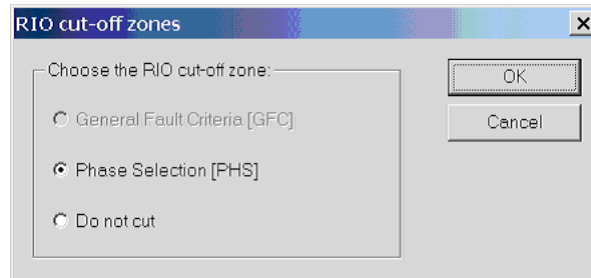 RIO cut-off zones
Choose the RIO cut-off zone:
General Fault Criteria [GFC]
Phase Selection [PHS]
Do not cut
OK
Cancel